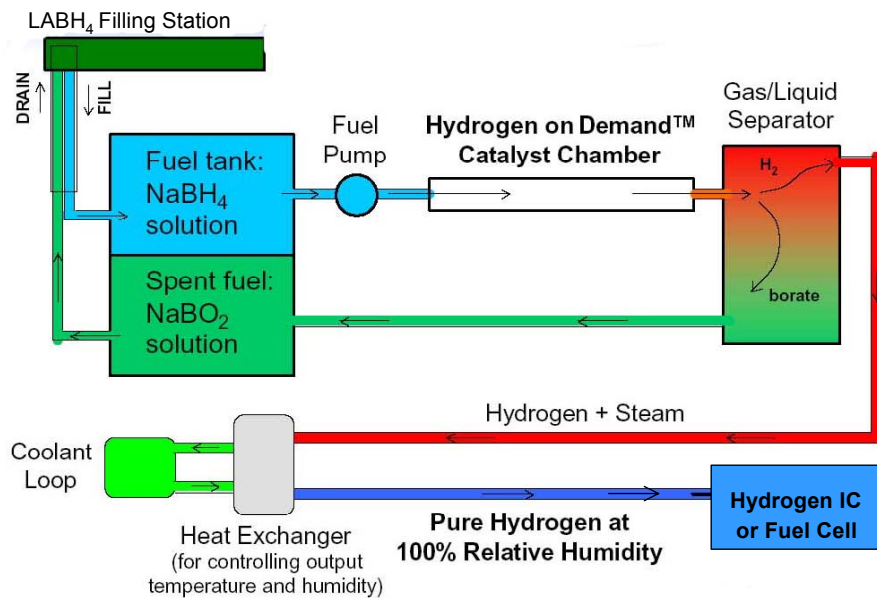 LABH₄ Filling Station
DRAIN
FILL
Fuel tank:
NaBH₄
solution
Spent fuel:
NaBO₂
solution
Fuel
Pump
Hydrogen on Demand™
Catalyst Chamber
Gas/Liquid
Separator
H₂
borate
Hydrogen + Steam
Coolant
Loop
Heat Exchanger
(for controlling output
temperature and humidity)
Pure Hydrogen at
100% Relative Humidity
Hydrogen IC
or Fuel Cell